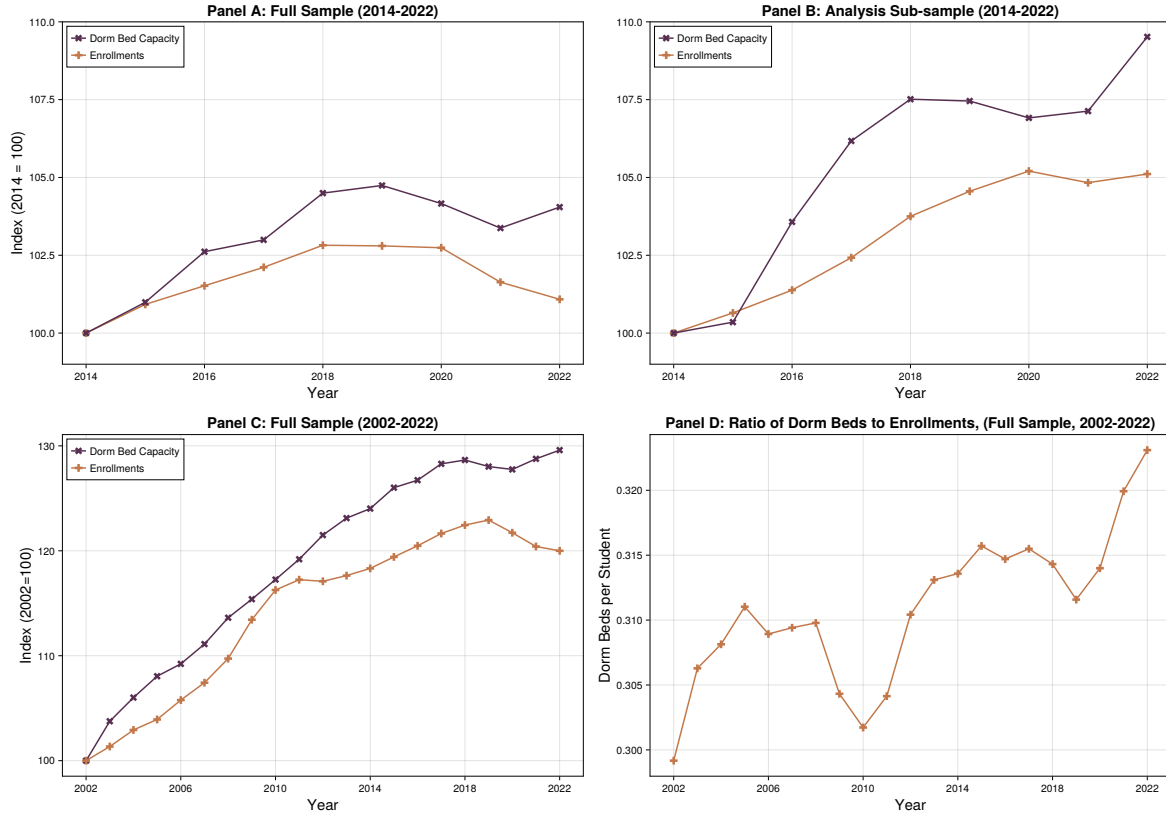 Panel A: Full Sample (2014-2022)
110.0
107.5
105.0
102.5
100.0
Index (2014 = 100)
Dorm Bed Capacity
Enrollments
2014
2016
2018
2020
2022
Year
Panel B: Analysis Sub-sample (2014-2022)
110.0
107.5
105.0
102.5
100.0
Dorm Bed Capacity
Enrollments
2014
2016
2018
2020
2022
Year
Panel C: Full Sample (2002-2022)
130
120
110
100
Index (2002=100)
Dorm Bed Capacity
Enrollments
2002
2006
2010
2014
2018
2022
Year
Panel D: Ratio of Dorm Beds to Enrollments, (Full Sample, 2002-2022)
0.320
0.315
0.310
0.305
0.300
Dorm Beds per Student
2002
2006
2010
2014
2018
2022
Year